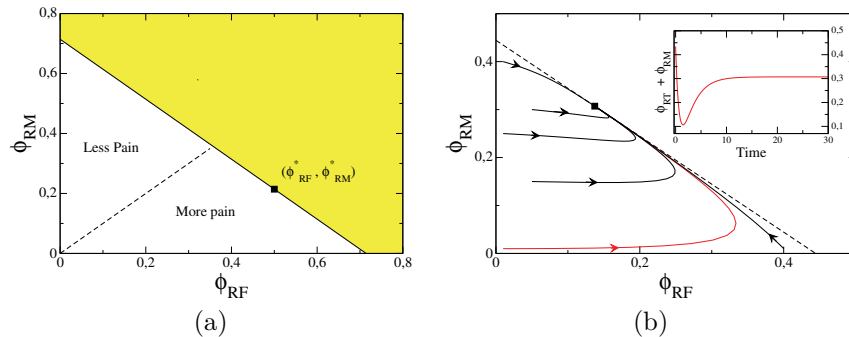 0,8
0,6
0,4
0,2
0
ϕRM
Less Pain
More pain
(ϕ*RF , ϕ*RM)
0
0,2
0,4
0,6
0,8
ϕRF
(a)
0,4
0,2
0
ϕRM
0
0,2
0,4
ϕRF
0,5
0,4
0,3
0,2
0,1
ϕRT + ϕRM
0
10
20
30
Time
(b)